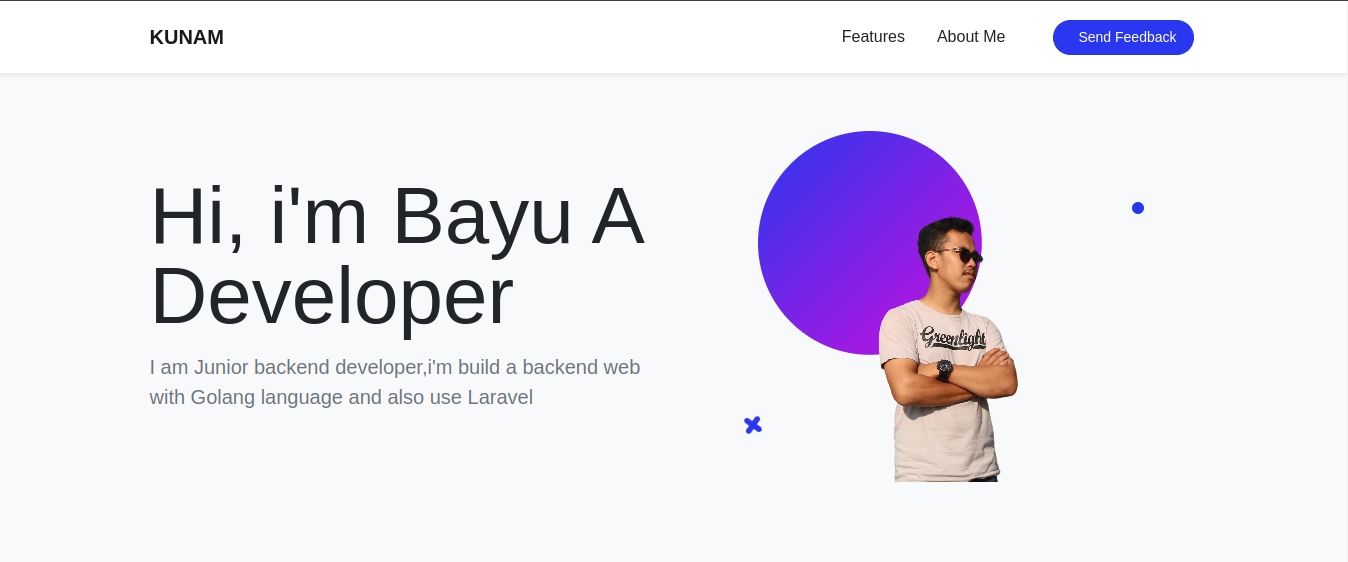 KUNAM
Features
About Me
Send Feedback
Hi, i'm Bayu A
Developer
I am Junior backend developer,i'm build a backend web
with Golang language and also use Laravel
Greenlight